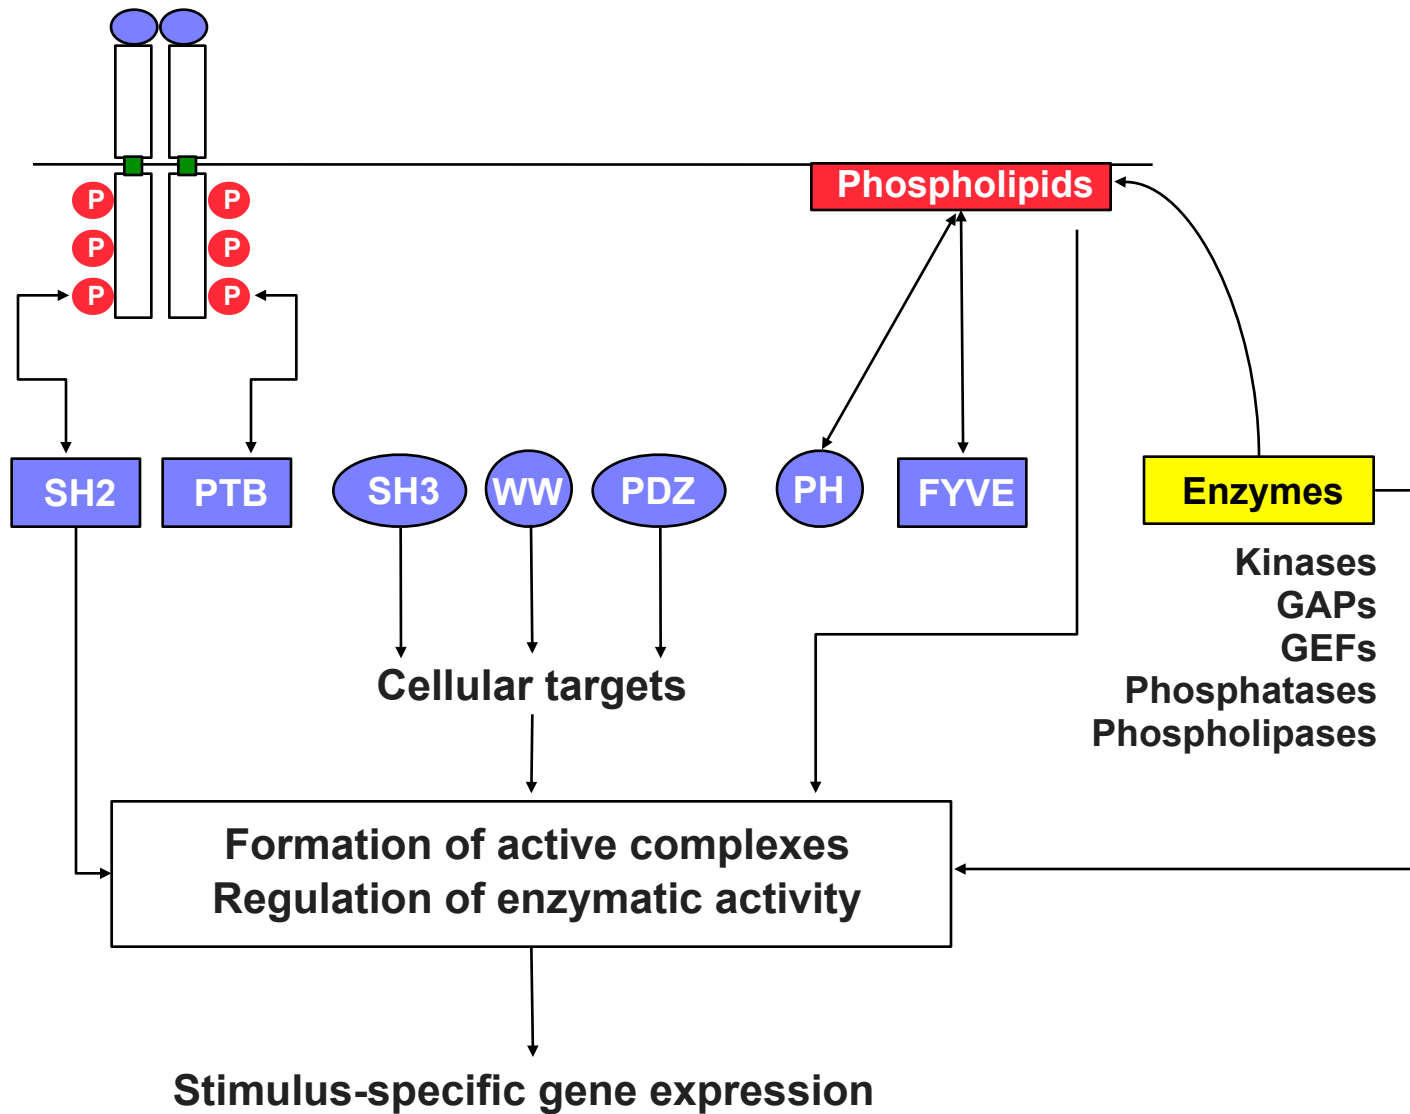 Phospholipids
P
P
P
P
P
P
SH2
PTB
SH3
WW
PDZ
PH
FYVE
Enzymes
Kinases
GAPs
GEFs
Phosphatases
Phospholipases
Cellular targets
Formation of active complexes
Regulation of enzymatic activity
Stimulus-specific gene expression